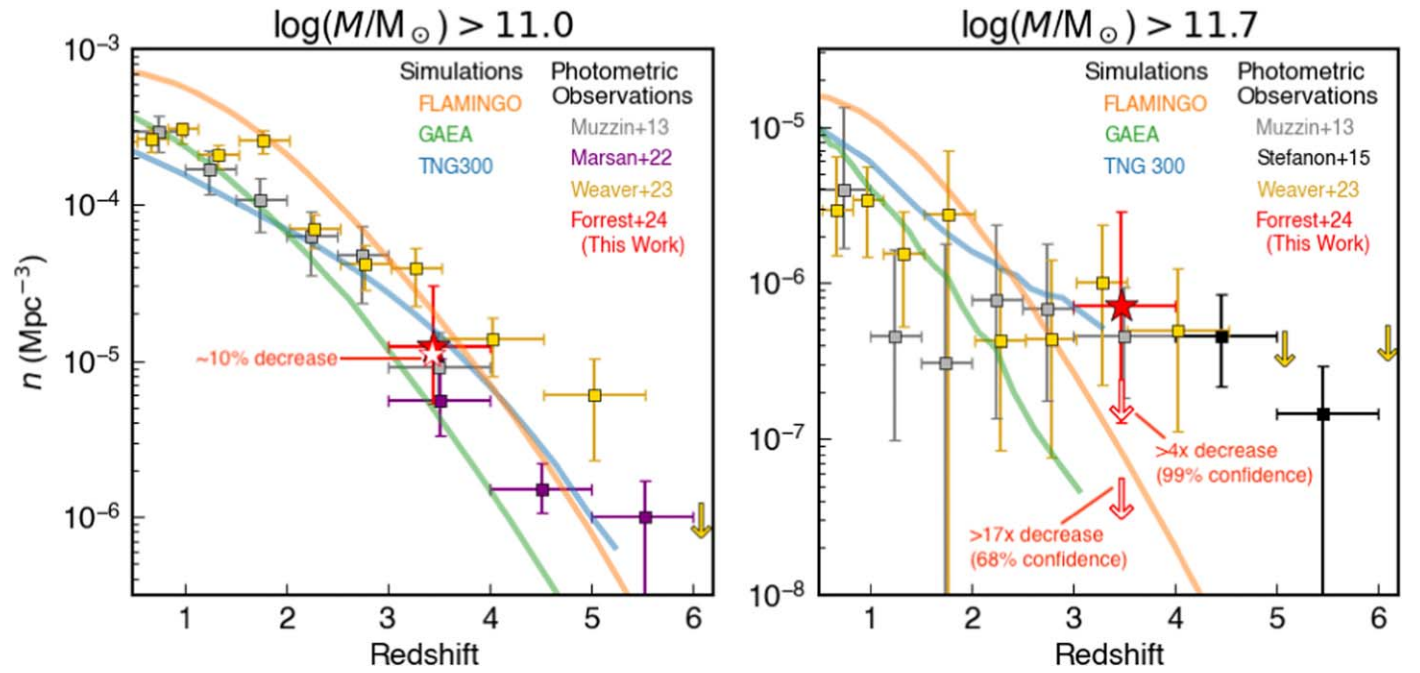 log(M/M☉) > 11.0
10⁻³
10⁻⁴
10⁻⁵
10⁻⁶
n (Mpc⁻³)
Simulations
FLAMINGO
GAEA
TNG300
Photometric
Observations
Muzzin+13
Marsan+22
Weaver+23
Forrest+24
(This Work)
~10% decrease
1 2 3 4 5 6
Redshift
log(M/M☉) > 11.7
10⁻⁵
10⁻⁶
10⁻⁷
10⁻⁸
Simulations
FLAMINGO
GAEA
TNG 300
Photometric
Observations
Muzzin+13
Stefanon+15
Weaver+23
Forrest+24
(This Work)
>4x decrease
(99% confidence)
>17x decrease
(68% confidence)
1 2 3 4 5 6
Redshift